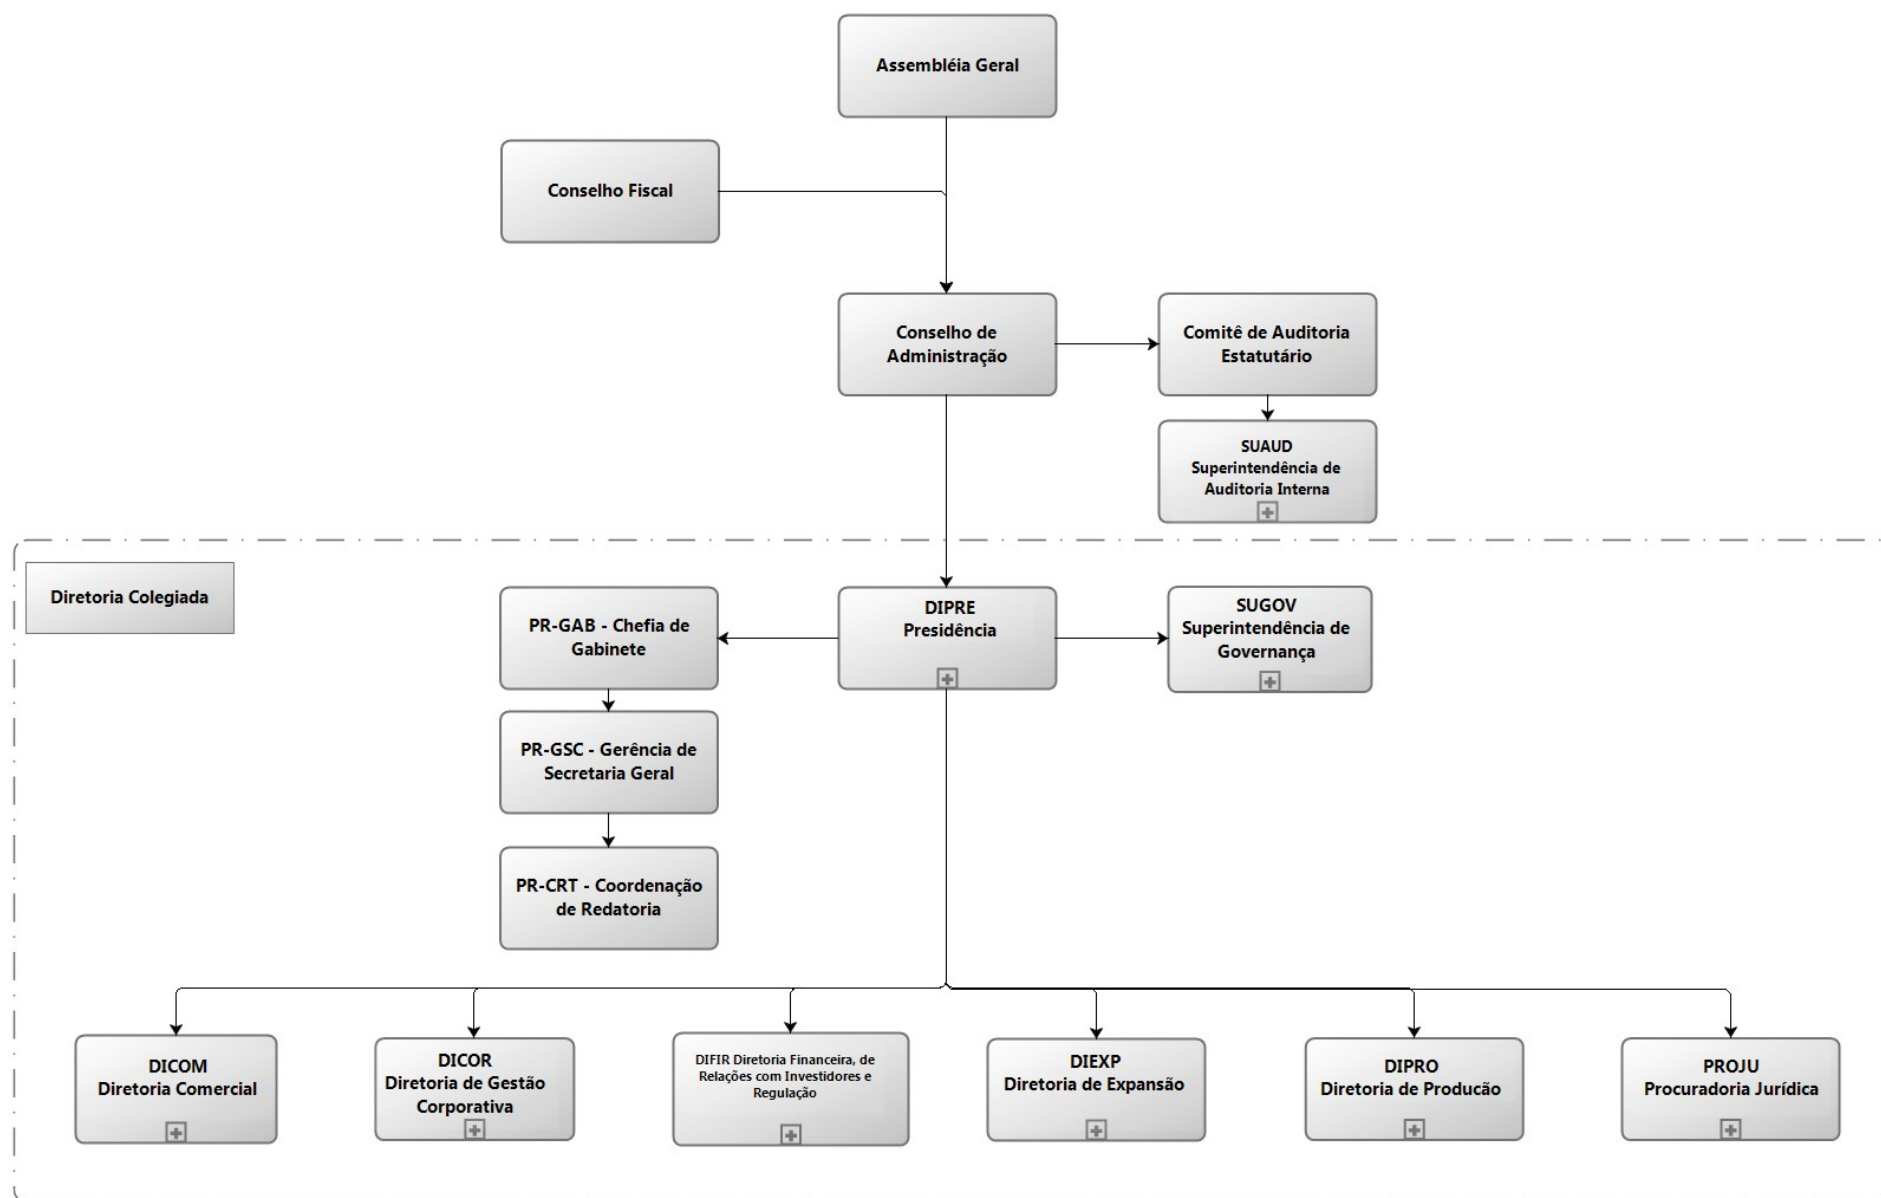 Assembléia Geral
Conselho Fiscal
Conselho de
Administração
Comitê de Auditoria
Estatutário
SUAUD
Superintendência de
Auditoria Interna
Diretoria Colegiada
PR-GAB - Chefia de
Gabinete
DIPRE
Presidência
SUGOV
Superintendência de
Governança
PR-GSC - Gerência de
Secretaria Geral
PR-CRT - Coordenação
de Redatoria
DICOM
Diretoria Comercial
DICOR
Diretoria de Gestão
Corporativa
DIFIR Diretoria Financeira, de
Relações com Investidores e
Regulação
DIEXP
Diretoria de Expansão
DIPRO
Diretoria de Producão
PROJU
Procuradoria Jurídica